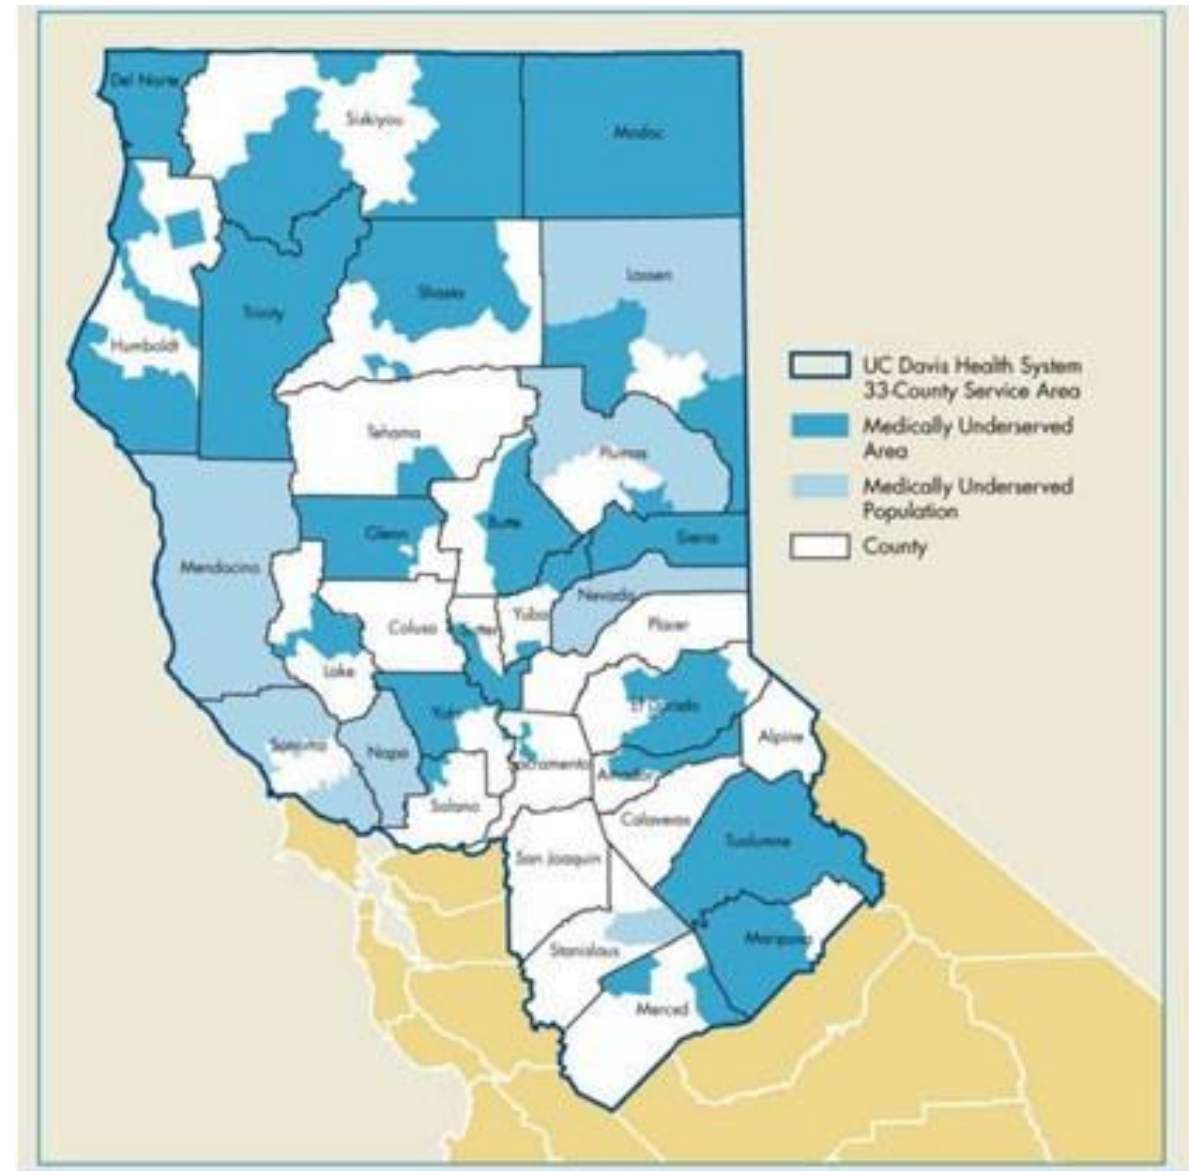 Del Norte
Siskiyou
Modoc
Lassen
Shasta
Trinity
Humboldt
Tehama
Plumas
Butte
Glenn
Sierra
Mendocino
Nevada
Yuba
Colusa
Placer
Lake
El Dorado
Yolo
Sonoma
Napa
Alpine
Sacramento
Amador
Solano
Calaveras
Tuolumne
San Joaquin
Mariposa
Stanislaus
Merced
UC Davis Health System
33-County Service Area
Medically Underserved
Area
Medically Underserved
Population
County